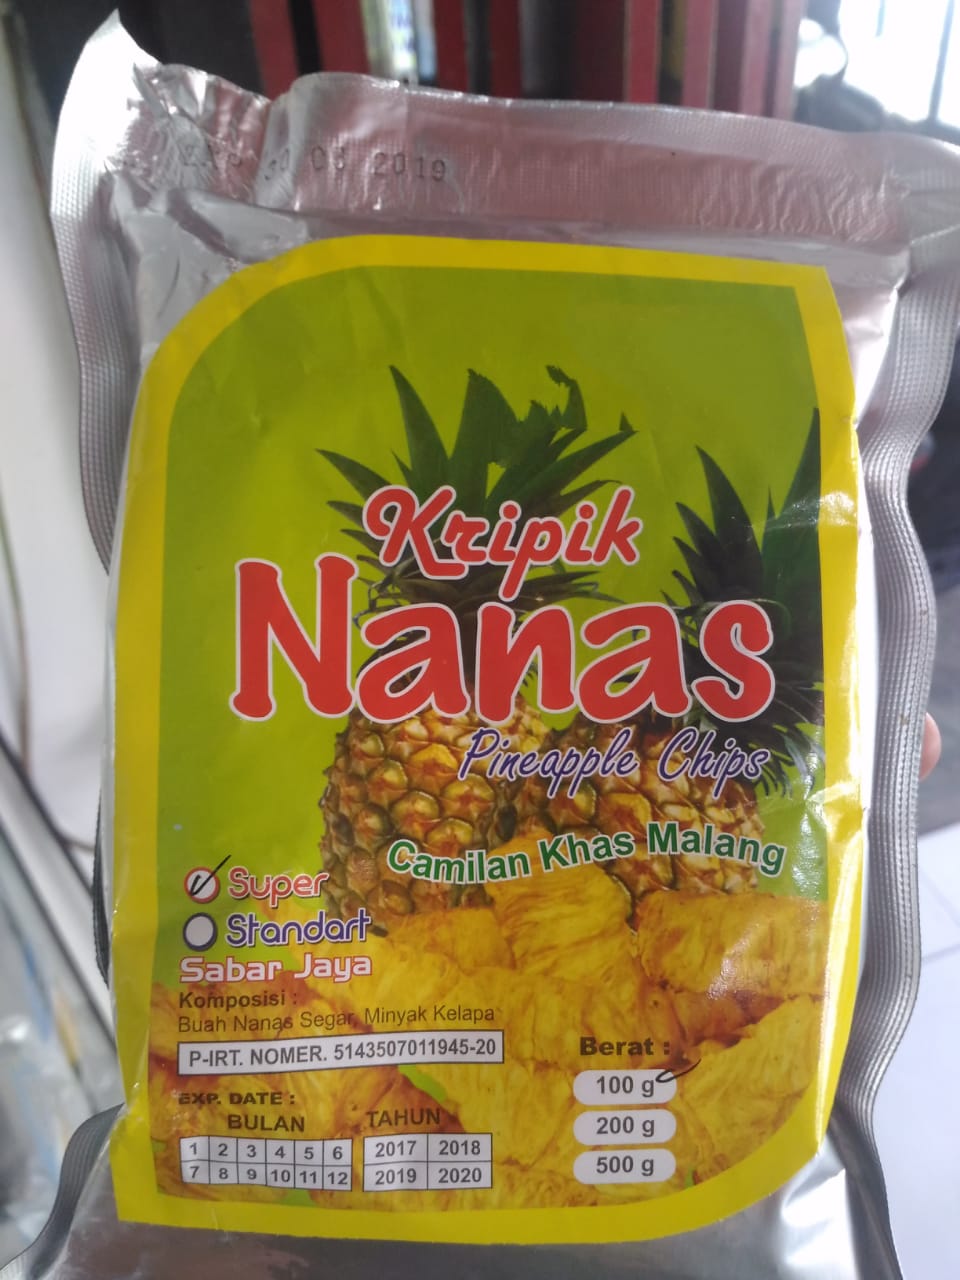 EXP 30 03 2019
Kripik
Nanas
Pineapple Chips
Camilan Khas Malang
Super
Standart
Sabar Jaya
Komposisi :
Buah Nanas Segar, Minyak Kelapa
P-IRT. NOMER. 5143507011945-20
EXP. DATE :
BULAN TAHUN
1 2 3 4 5 6 2017 2018
7 8 9 10 11 12 2019 2020
Berat :
100 g
200 g
500 g